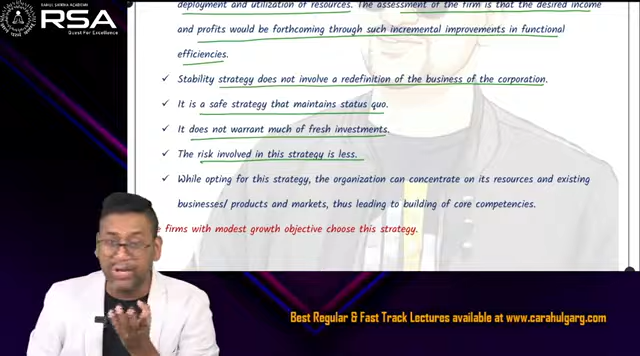 RAHUL SHARMA ACADEMY
RSA
Quest For Excellence
deployment and utilization of resources. The assessment of the firm is that the desired income
and profits would be forthcoming through such incremental improvements in functional
efficiencies.
✓ Stability strategy does not involve a redefinition of the business of the corporation.
✓ It is a safe strategy that maintains status quo.
✓ It does not warrant much of fresh investments.
✓ The risk involved in this strategy is less.
✓ While opting for this strategy, the organization can concentrate on its resources and existing
businesses/ products and markets, thus leading to building of core competencies.
firms with modest growth objective choose this strategy.
Best Regular & Fast Track Lectures available at www.carahulgarg.com